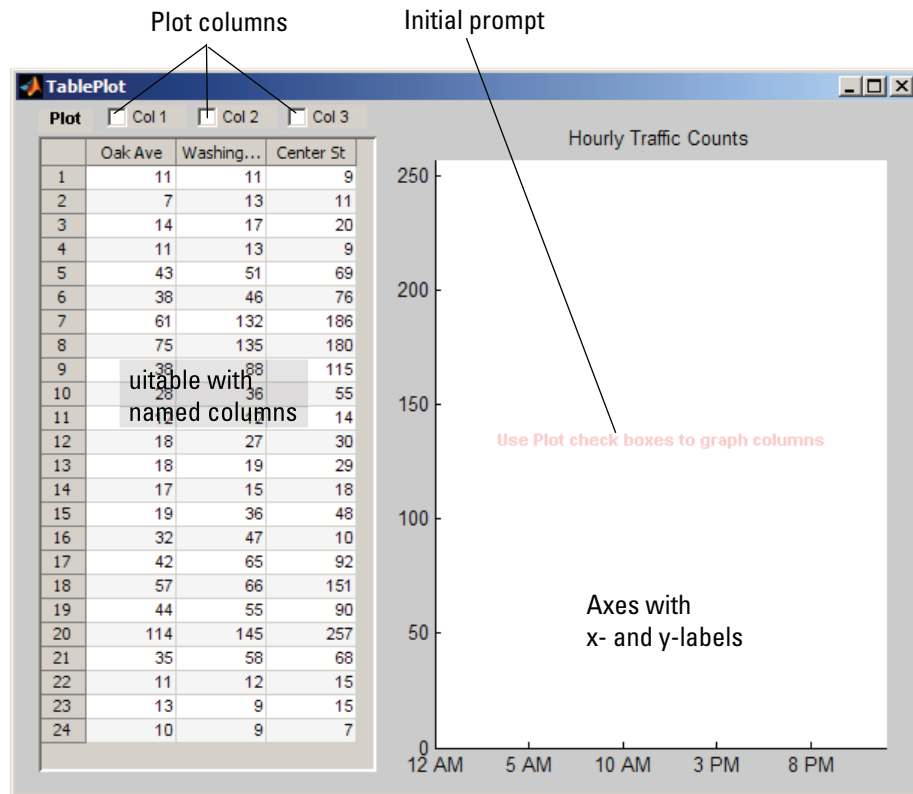 Plot columns
Initial prompt
TablePlot
Plot Col 1 Col 2 Col 3
Hourly Traffic Counts
Oak Ave Washing... Center St
1 11 11 9
2 7 13 11
3 14 17 20
4 11 13 9
5 43 51 69
6 38 46 76
7 61 132 186
8 75 135 180
9 38 88 115
10 28 36 55
11 12 12 14
12 18 27 30
13 18 19 29
14 17 15 18
15 19 36 48
16 32 47 10
17 42 65 92
18 57 66 151
19 44 55 90
20 114 145 257
21 35 58 68
22 11 12 15
23 13 9 15
24 10 9 7
uitable with
named columns
250
200
150
100
50
0
Use Plot check boxes to graph columns
Axes with
x- and y-labels
12 AM 5 AM 10 AM 3 PM 8 PM